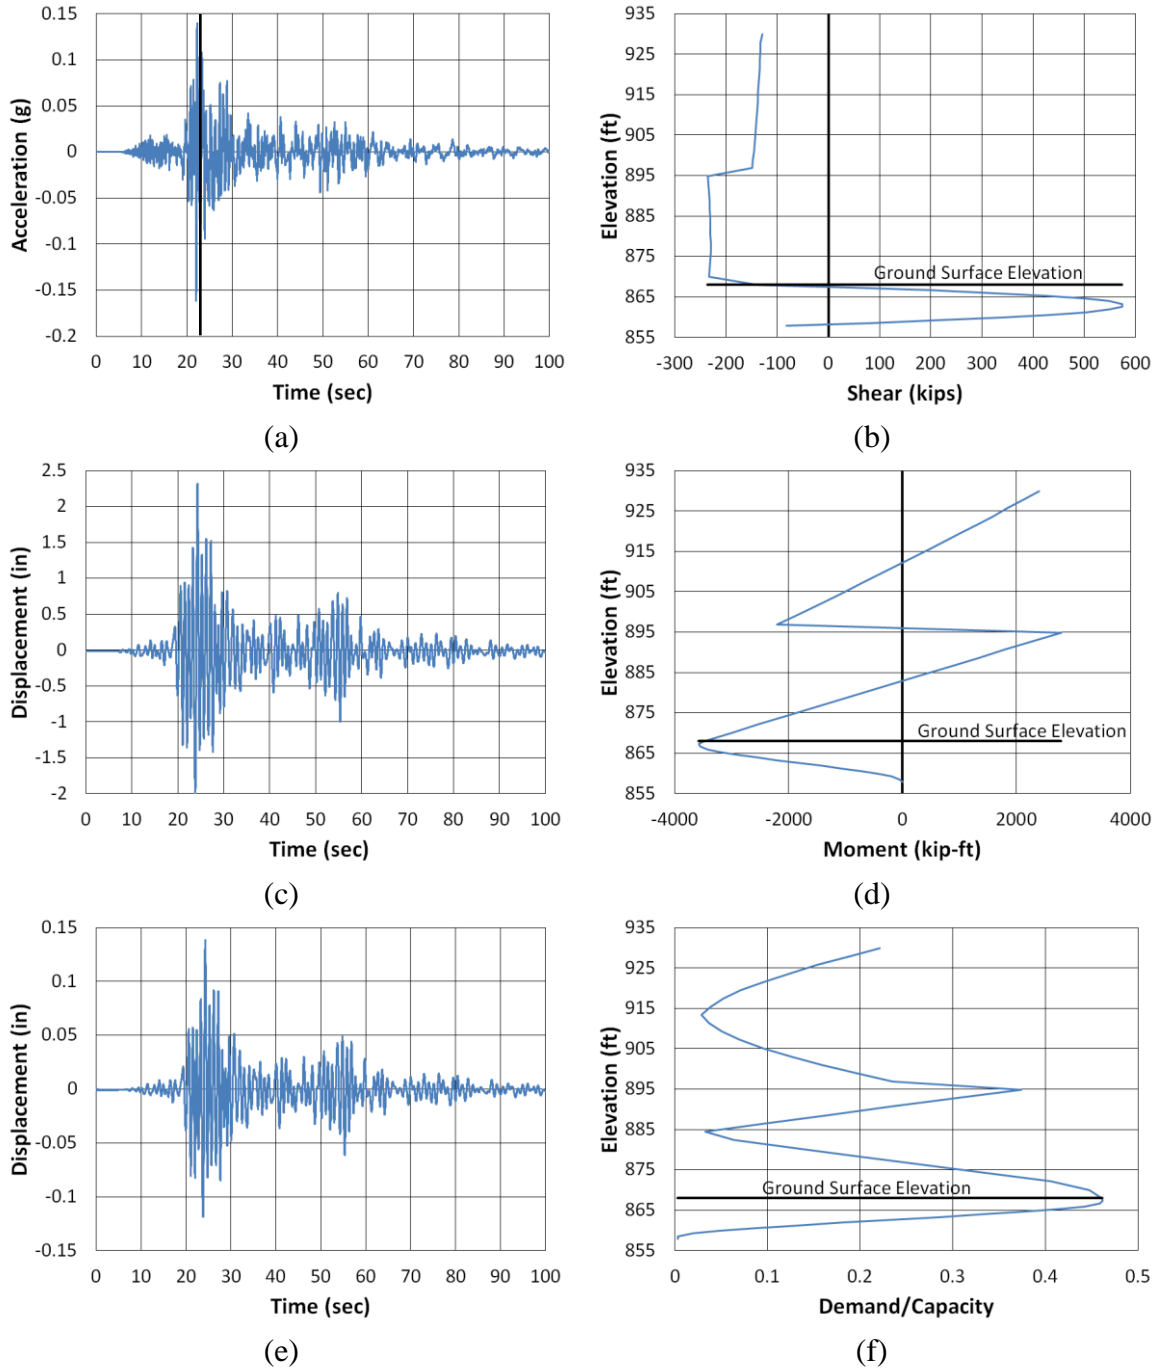 0.15
0.1
0.05
0
-0.05
-0.1
-0.15
-0.2
Acceleration (g)
0 10 20 30 40 50 60 70 80 90 100
Time (sec)
(a)
935
925
915
905
895
885
875
865
855
Elevation (ft)
Ground Surface Elevation
-300 -200 -100 0 100 200 300 400 500 600
Shear (kips)
(b)
2.5
2
1.5
1
0.5
0
-0.5
-1
-1.5
-2
Displacement (in)
0 10 20 30 40 50 60 70 80 90 100
Time (sec)
(c)
935
925
915
905
895
885
875
865
855
Elevation (ft)
Ground Surface Elevation
-4000 -2000 0 2000 4000
Moment (kip-ft)
(d)
0.15
0.1
0.05
0
-0.05
-0.1
-0.15
Displacement (in)
0 10 20 30 40 50 60 70 80 90 100
Time (sec)
(e)
935
925
915
905
895
885
875
865
855
Elevation (ft)
Ground Surface Elevation
0 0.1 0.2 0.3 0.4 0.5
Demand/Capacity
(f)